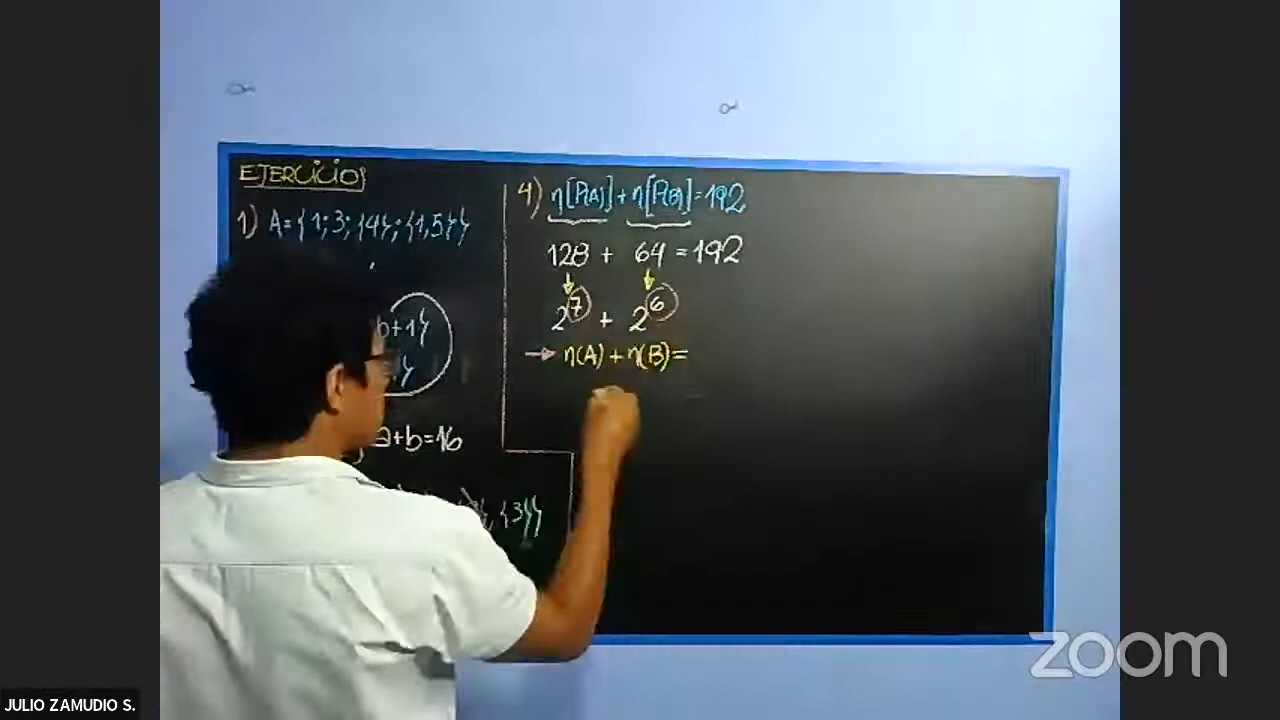 EJERCICIOS
1) A={1;3;{4};{1,5}}
b+1}
}
a+b=16
,{3}}
4) η[P(A)]+η[P(B)]=192
128 + 64 = 192
2⁷ + 2⁶
→ η(A)+η(B)=
zoom
JULIO ZAMUDIO S.